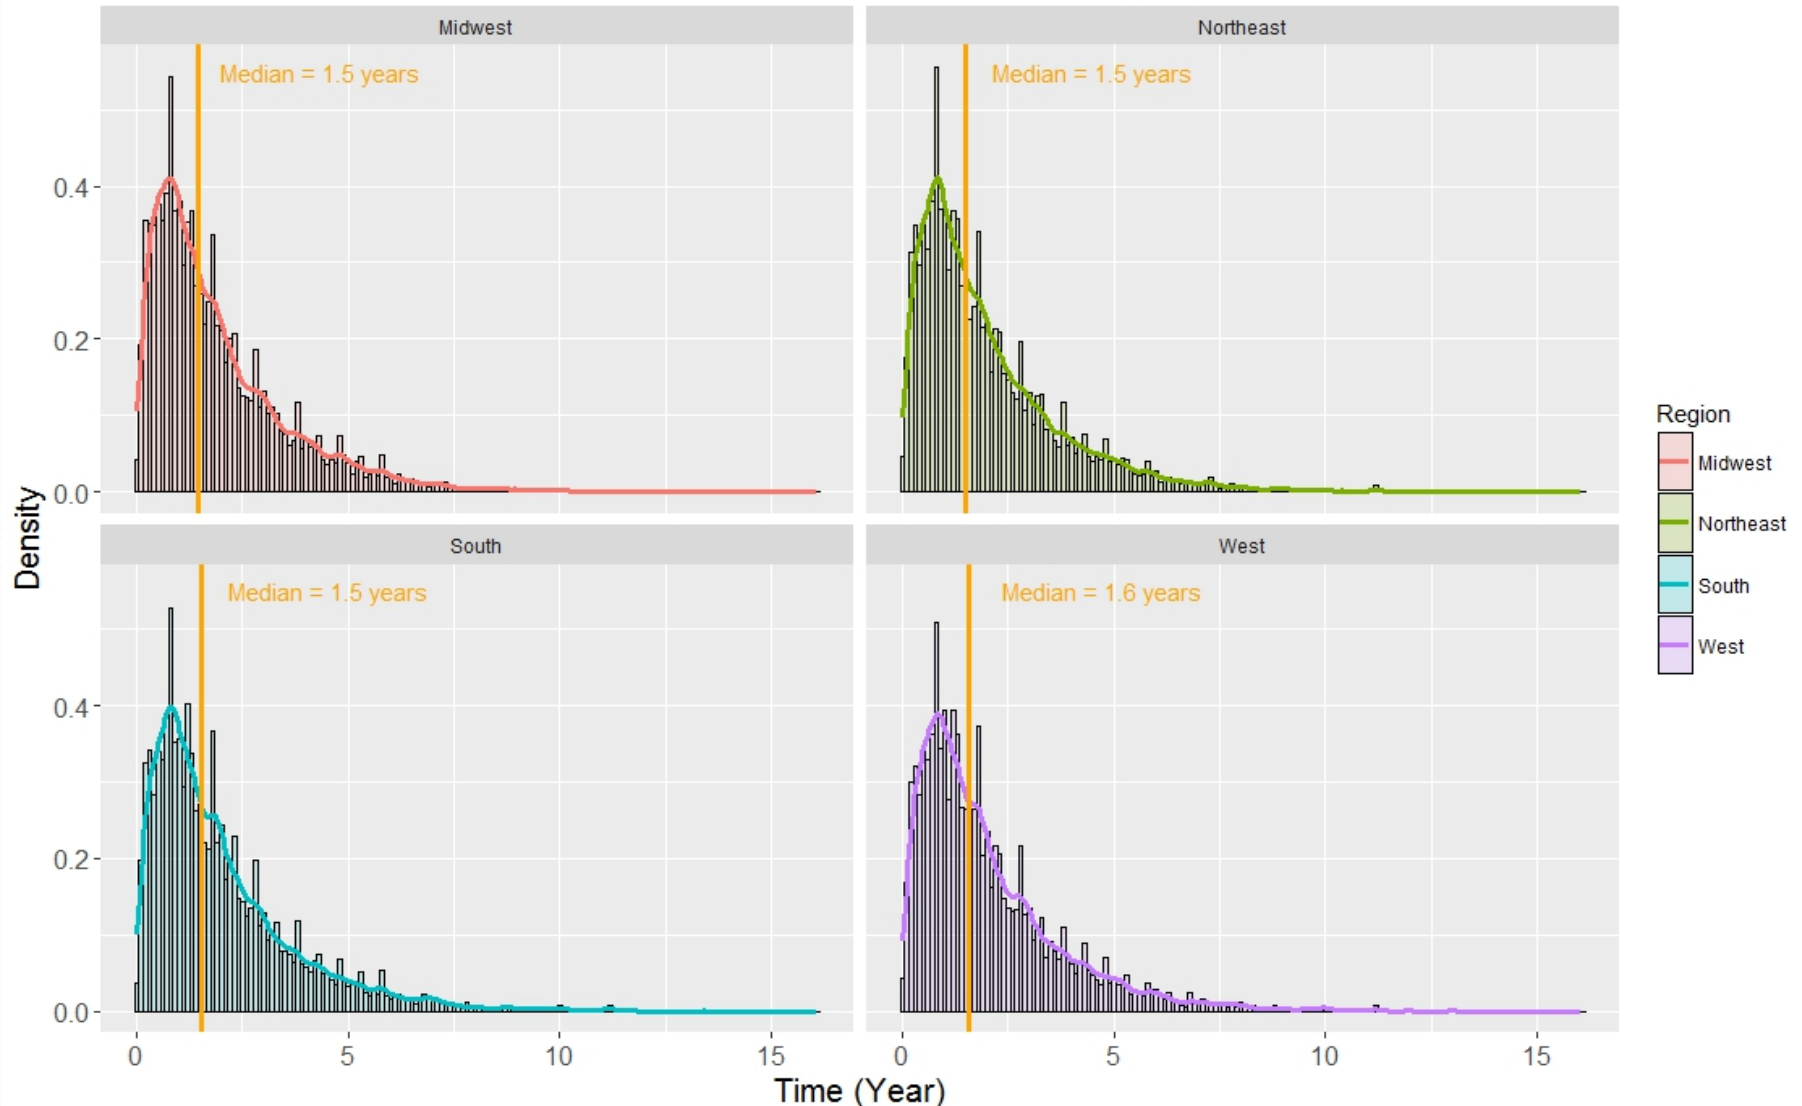 Midwest
Northeast
Median = 1.5 years
Median = 1.5 years
0.4
0.2
0.0
South
West
Median = 1.5 years
Median = 1.6 years
0.4
0.2
0.0
0
5
10
15
0
5
10
15
Time (Year)
Density
Region
Midwest
Northeast
South
West